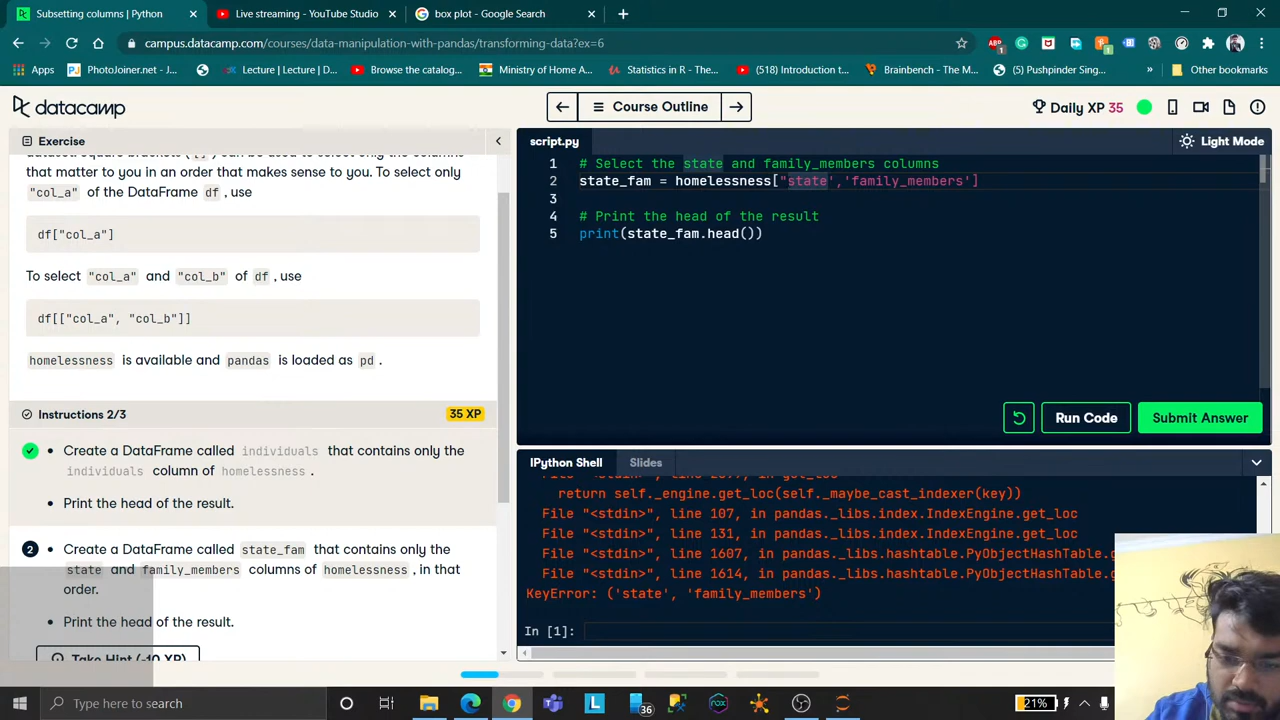 Subsetting columns | Python
Live streaming - YouTube Studio
box plot - Google Search
campus.datacamp.com/courses/data-manipulation-with-pandas/transforming-data?ex=6
Apps
PhotoJoiner.net - J...
Lecture | Lecture | D...
Browse the catalog...
Ministry of Home A...
Statistics in R - The...
(518) Introduction t...
Brainbench - The M...
(5) Pushpinder Sing...
»
Other bookmarks
datacamp
Course Outline
Daily XP 35
Exercise
script.py
Light Mode
that matter to you in an order that makes sense to you. To select only
"col_a" of the DataFrame df, use
df["col_a"]
To select "col_a" and "col_b" of df, use
df[["col_a", "col_b"]]
homelessness is available and pandas is loaded as pd.
Instructions 2/3
35 XP
• Create a DataFrame called individuals that contains only the
individuals column of homelessness.
• Print the head of the result.
2 • Create a DataFrame called state_fam that contains only the
state and family_members columns of homelessness, in that
order.
• Print the head of the result.
Take Hint (-10 XP)
1 # Select the state and family_members columns
2 state_fam = homelessness["state','family_members']
3
4 # Print the head of the result
5 print(state_fam.head())
Run Code
Submit Answer
IPython Shell
Slides
return self._engine.get_loc(self._maybe_cast_indexer(key))
File "<stdin>", line 107, in pandas._libs.index.IndexEngine.get_loc
File "<stdin>", line 131, in pandas._libs.index.IndexEngine.get_loc
File "<stdin>", line 1607, in pandas._libs.hashtable.PyObjectHashTable.g
File "<stdin>", line 1614, in pandas._libs.hashtable.PyObjectHashTable.g
KeyError: ('state', 'family_members')
In [1]:
Type here to search
36
21%